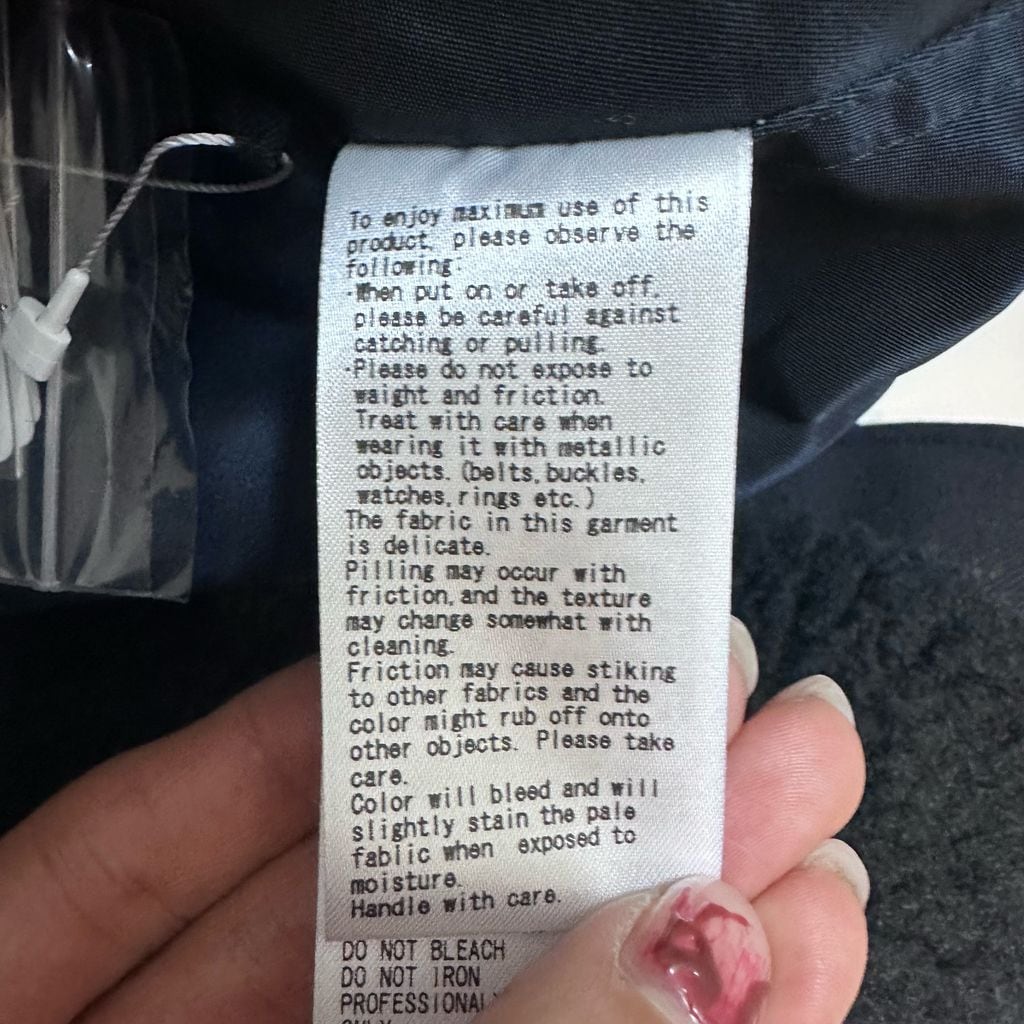 To enjoy maximum use of this
product, please observe the
following:
·When put on or take off,
please be careful against
catching or pulling.
·Please do not expose to
waight and friction.
Treat with care when
wearing it with metallic
objects. (belts, buckles,
watches, rings etc.)
The fabric in this garment
is delicate.
Pilling may occur with
friction, and the texture
may change somewhat with
cleaning.
Friction may cause stiking
to other fabrics and the
color might rub off onto
other objects. Please take
care.
Color will bleed and will
slightly stain the pale
fablic when exposed to
moisture.
Handle with care.
DO NOT BLEACH
DO NOT IRON
PROFESSIONAL
ONLY